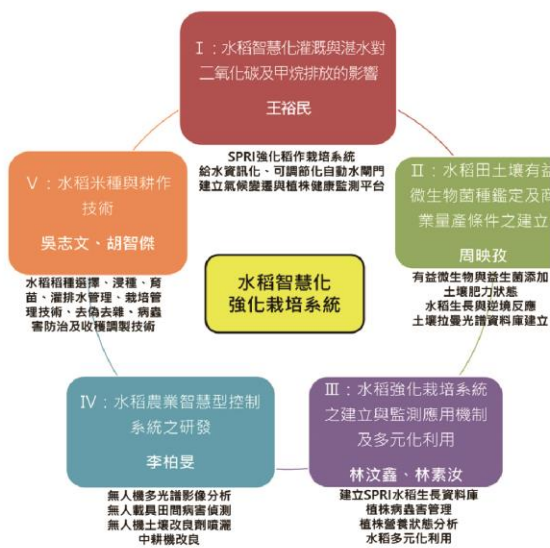 I：水稻智慧化灌溉與湛水對
二氧化碳及甲烷排放的影響
王裕民
SPRI強化稻作栽培系統
給水資訊化、可調節化自動水閘門
建立氣候變遷與植株健康監測平台
II：水稻田土壤有益
微生物菌種鑑定及商
業量產條件之建立
周映孜
有益微生物與益生菌添加
土壤肥力狀態
水稻生長與逆境反應
土壤拉曼光譜資料庫建立
III：水稻強化栽培系統
之建立與監測應用機制
及多元化利用
林汶鑫、林素汝
建立SPRI水稻生長資料庫
植株病蟲害管理
植株營養狀態分析
水稻多元化利用
IV：水稻農業智慧型控制
系統之研發
李柏旻
無人機多光譜影像分析
無人載具田間病害偵測
無人機土壤改良劑噴灑
中耕機改良
V：水稻米種與耕作
技術
吳志文、胡智傑
水稻稻種選擇、浸種、育
苗、灌排水管理、栽培管
理技術、去偽去雜、病蟲
害防治及收穫調製技術
水稻智慧化
強化栽培系統